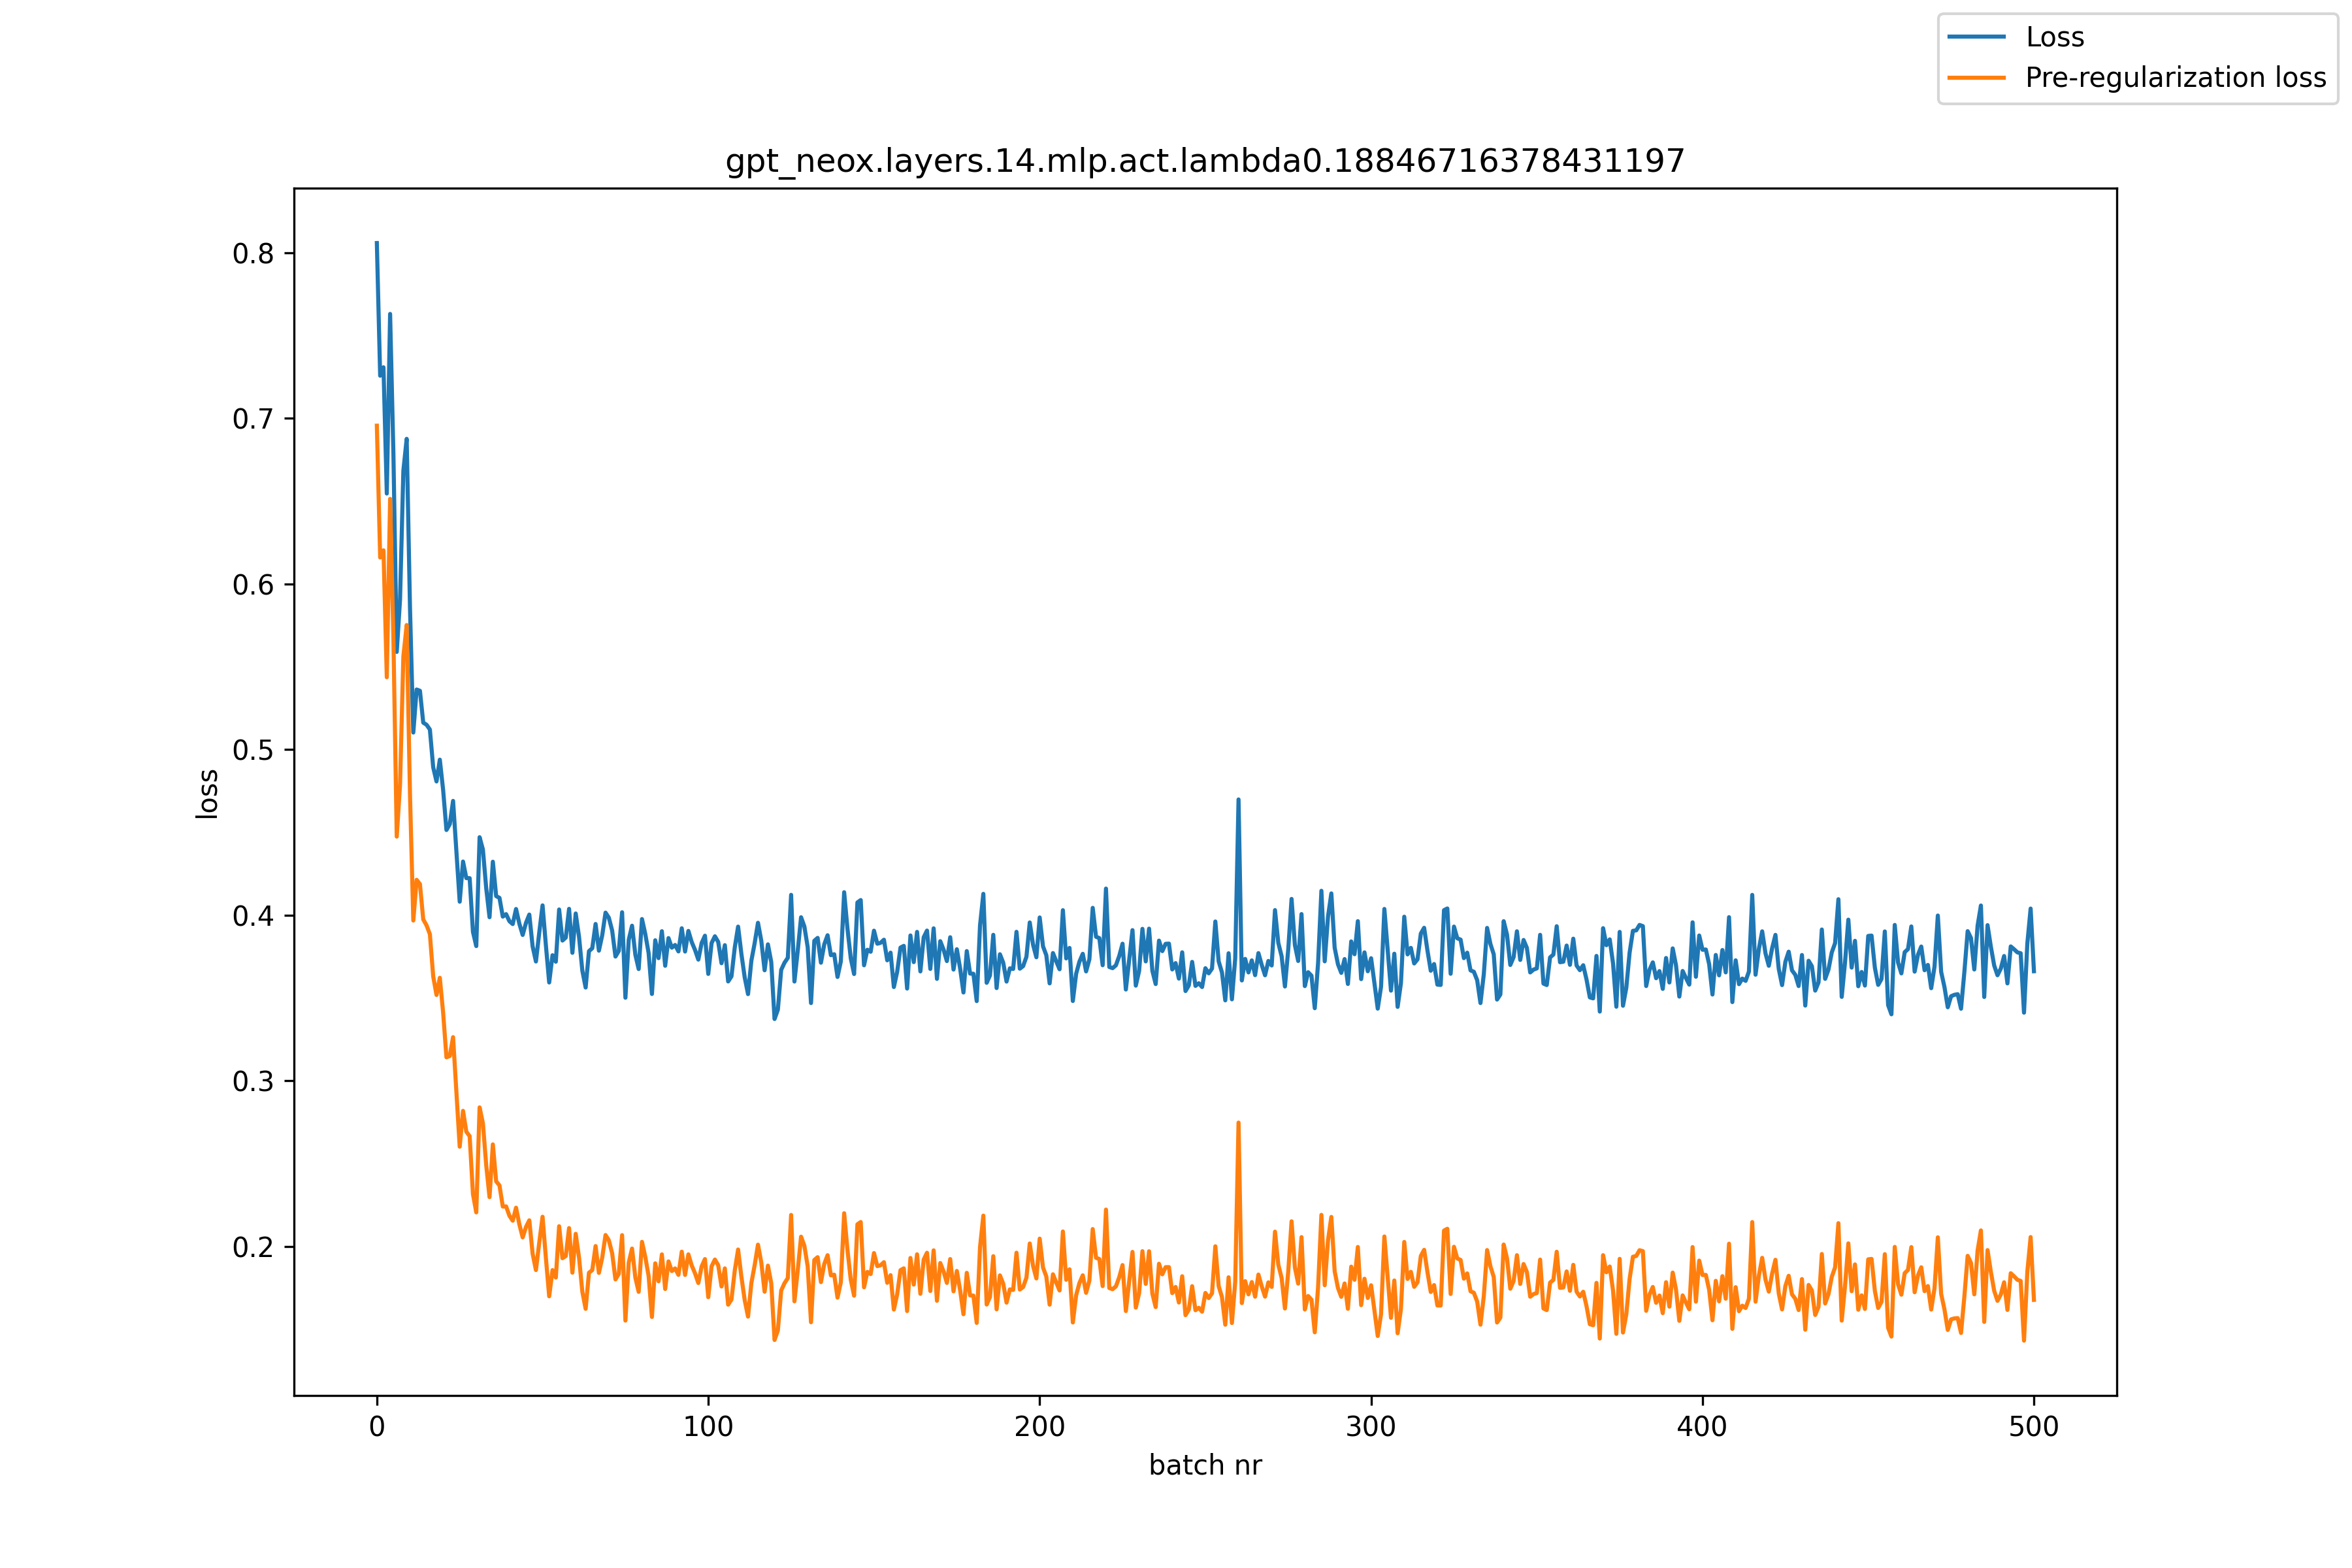 Loss
Pre-regularization loss
gpt_neox.layers.14.mlp.act.lambda0.18846716378431197
0.8
0.7
0.6
0.5
0.4
0.3
0.2
loss
0 100 200 300 400 500
batch nr